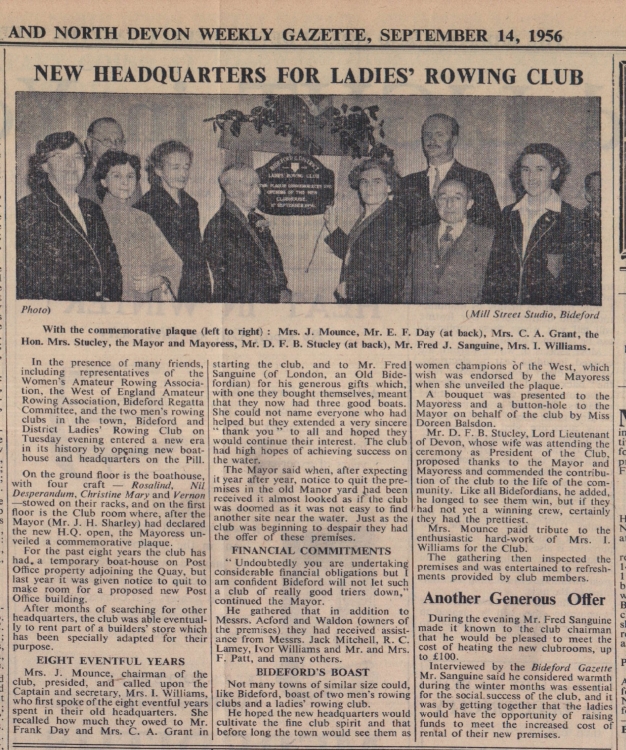 AND NORTH DEVON WEEKLY GAZETTE, SEPTEMBER 14, 1956
NEW HEADQUARTERS FOR LADIES' ROWING CLUB
LADIES ROWING CLUB
THIS PLAQUE COMMEMORATES THE
OPENING OF THE NEW
CLUBHOUSE
Photo)
(Mill Street Studio, Bideford
With the commemorative plaque (left to right) : Mrs. J. Mounce, Mr. E. F. Day (at back), Mrs. C. A. Grant, the
Hon. Mrs. Stucley, the Mayor and Mayoress, Mr. D. F. B. Stucley (at back), Mr. Fred J. Sanguine, Mrs. I. Williams.
In the presence of many friends,
including representatives of the
Women's Amateur Rowing Associa-
tion, the West of England Amateur
Rowing Association, Bideford Regatta
Committee, and the two men's rowing
clubs in the town, Bideford and
District Ladies' Rowing Club on
Tuesday evening entered a new era
in its history by opening new boat-
house and headquarters on the Pill.
On the ground floor is the boathouse,
with four craft — Rosalind, Nil
Desperandum, Christine Mary and Vernon
—stowed on their racks, and on the first
floor is the Club room where, after the
Mayor (Mr. J. H. Sharley) had declared
the new H.Q. open, the Mayoress un-
veiled a commemorative plaque.
For the past eight years the club has
had, a temporary boat-house on Post
Office property adjoining the Quay, but
last year it was given notice to quit to
make room for a proposed new Post
Office building.
After months of searching for other
headquarters, the club was able eventual-
ly to rent part of a builders' store which
has been specially adapted for their
purpose.
EIGHT EVENTFUL YEARS
Mrs. J. Mounce, chairman of the
club, presided, and called upon the
Captain and secretary, Mrs. I. Williams,
who first spoke of the eight eventful years
spent in their old headquarters. She
recalled how much they owed to Mr.
Frank Day and Mrs. C. A. Grant in
starting the club, and to Mr. Fred
Sanguine (of London, an Old Bide-
fordian) for his generous gifts which,
with one they bought themselves, meant
that they now had three good boats.
She could not name everyone who had
helped but they extended a very sincere
" thank you " to all and hoped they
would continue their interest. The club
had high hopes of achieving success on
the water.
The Mayor said when, after expecting
it year after year, notice to quit the pre-
mises in the old Manor yard had been
received it almost looked as if the club
was doomed as it was not easy to find
another site near the water. Just as the
club was beginning to despair they had
the offer of these premises.
FINANCIAL COMMITMENTS
" Undoubtedly you are undertaking
considerable financial obligations but I
am confident Bideford will not let such
a club of really good triers down,"
continued the Mayor.
He gathered that in addition to
Messrs. Acford and Waldon (owners of
the premises) they had received assist-
ance from Messrs. Jack Mitchell, R. C.
Lamey, Ivor Williams and Mr. and Mrs.
F. Patt, and many others.
BIDEFORD'S BOAST
Not many towns of similar size could,
like Bideford, boast of two men's rowing
clubs and a ladies' rowing club.
He hoped the new headquarters would
cultivate the fine club spirit and that
before long the town would see them as
women champions of the West, which
wish was endorsed by the Mayoress
when she unveiled the plaque.
A bouquet was presented to the
Mayoress and a button-hole to the
Mayor on behalf of the club by Miss
Doreen Balsdon.
Mr. D. F. B. Stucley, Lord Lieutenant
of Devon, whose wife was attending the
ceremony as President of the Club,
proposed thanks to the Mayor and
Mayoress and commended the contribu-
tion of the club to the life of the com-
munity. Like all Bidefordians, he added,
he longed to see them win, but if they
had not yet a winning crew, certainly
they had the prettiest.
Mrs. Mounce paid tribute to the
enthusiastic hard-work of Mrs. I.
Williams for the Club.
The gathering then inspected the
premises and was entertained to refresh-
ments provided by club members.
Another Generous Offer
During the evening Mr. Fred Sanguine
made it known to the club chairman
that he would be pleased to meet the
cost of heating the new clubrooms, up
to £100.
Interviewed by the Bideford Gazette
Mr. Sanguine said he considered warmth
during the winter months was essential
for the social success of the club, and it
was by getting together that the ladies
would have the opportunity of raising
funds to meet the increased cost of
rental of their new premises.